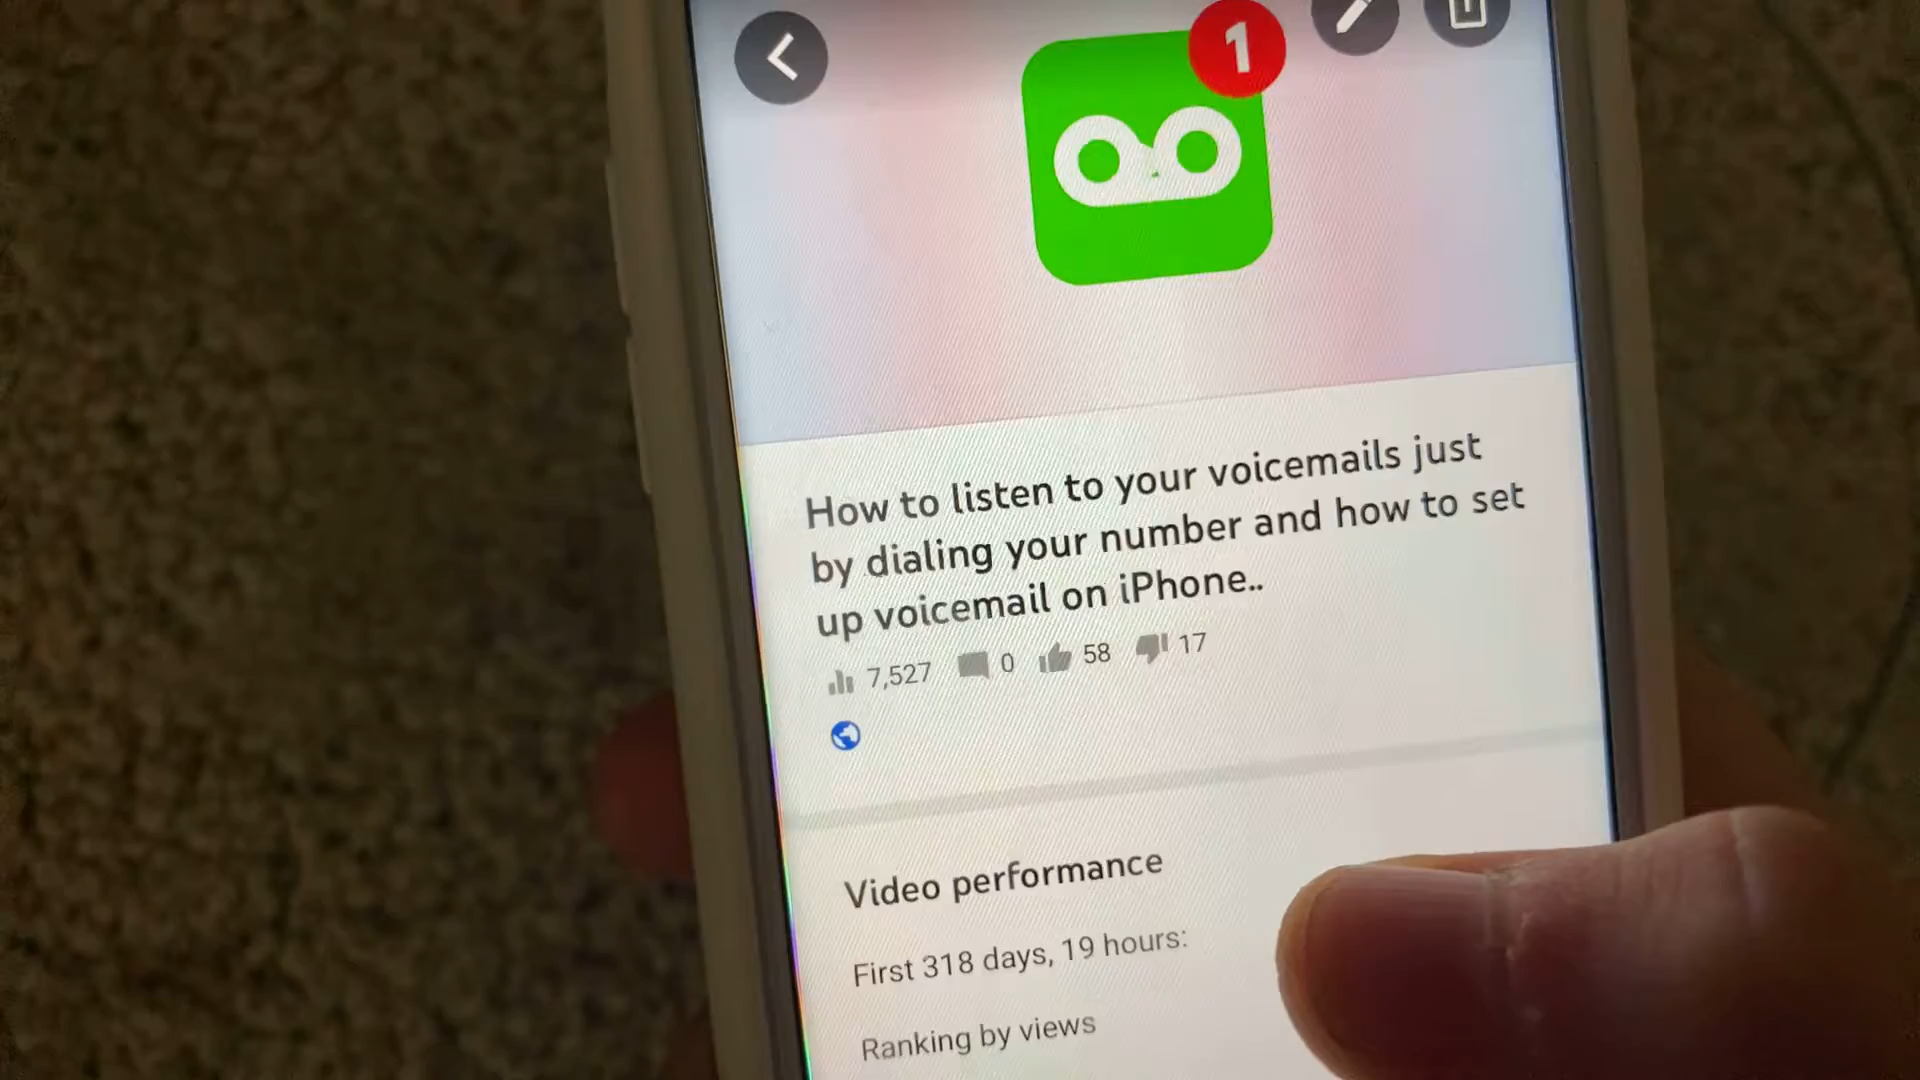 1
How to listen to your voicemails just
by dialing your number and how to set
up voicemail on iPhone..
7,527 0 58 17
Video performance
First 318 days, 19 hours:
Ranking by views